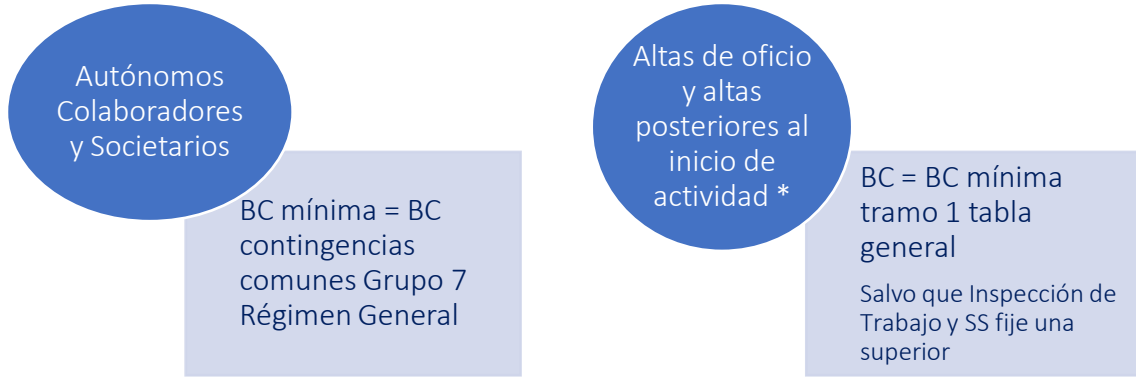 Autónomos
Colaboradores
y Societarios
BC mínima = BC
contingencias
comunes Grupo 7
Régimen General
Altas de oficio
y altas
posteriores al
inicio de
actividad *
BC = BC mínima
tramo 1 tabla
general
Salvo que Inspección de
Trabajo y SS fije una
superior